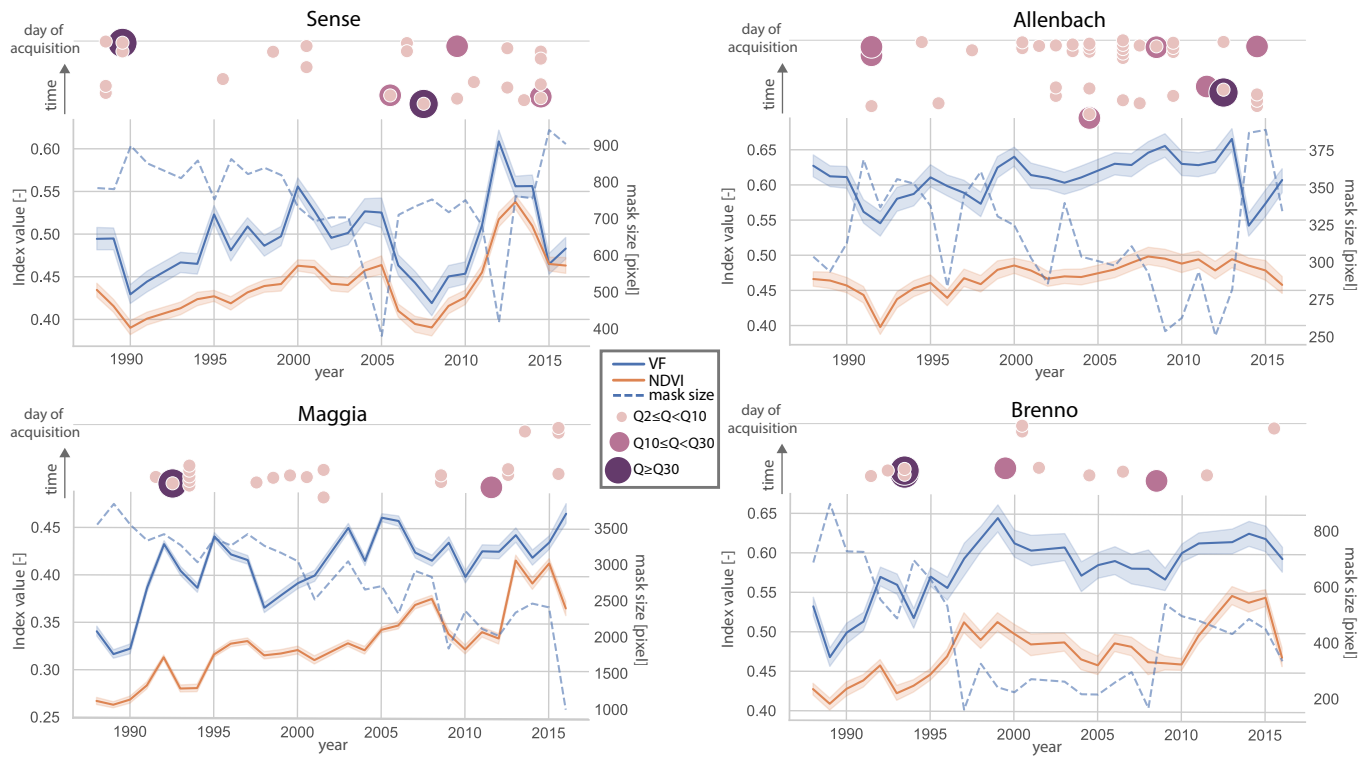 Sense
day of
acquisition
time
Index value [-]
0.60
0.55
0.50
0.45
0.40
900
800
700
600
500
400
mask size [pixel]
1990
1995
2000
2005
2010
2015
year
Allenbach
day of
acquisition
time
Index value [-]
0.65
0.60
0.55
0.50
0.45
0.40
375
350
325
300
275
250
mask size [pixel]
1990
1995
2000
2005
2010
2015
year
VF
NDVI
mask size
Q2≤Q<Q10
Q10≤Q<Q30
Q≥Q30
Maggia
day of
acquisition
time
Index value [-]
0.45
0.40
0.35
0.30
0.25
3500
3000
2500
2000
1500
1000
mask size [pixel]
1990
1995
2000
2005
2010
2015
year
Brenno
day of
acquisition
time
Index value [-]
0.65
0.60
0.55
0.50
0.45
0.40
800
600
400
200
mask size [pixel]
1990
1995
2000
2005
2010
2015
year